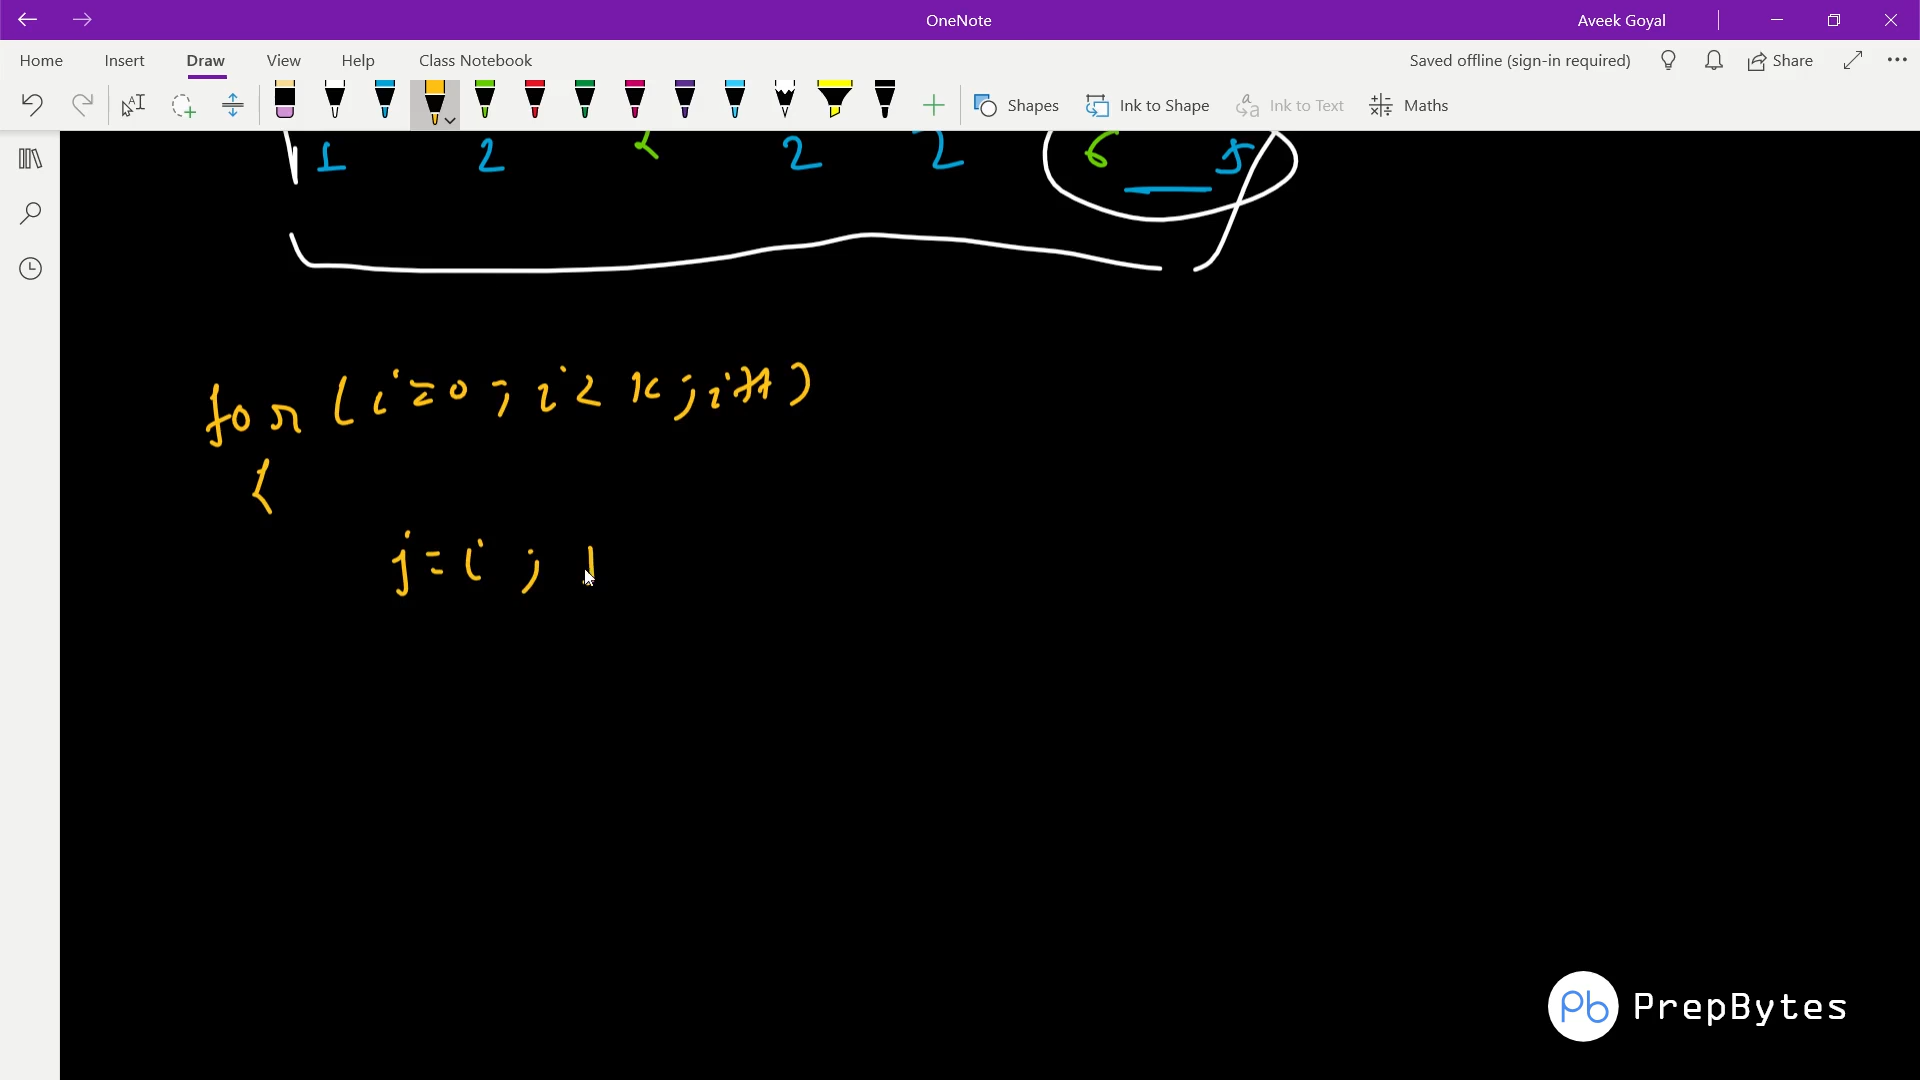 OneNote
Aveek Goyal
Home Insert Draw View Help Class Notebook
Saved offline (sign-in required) Share
Shapes Ink to Shape Ink to Text Maths
1 2 2 2 6 5
for (i=0 ; i < k ; i++)
{
j = i ;
Pb PrepBytes